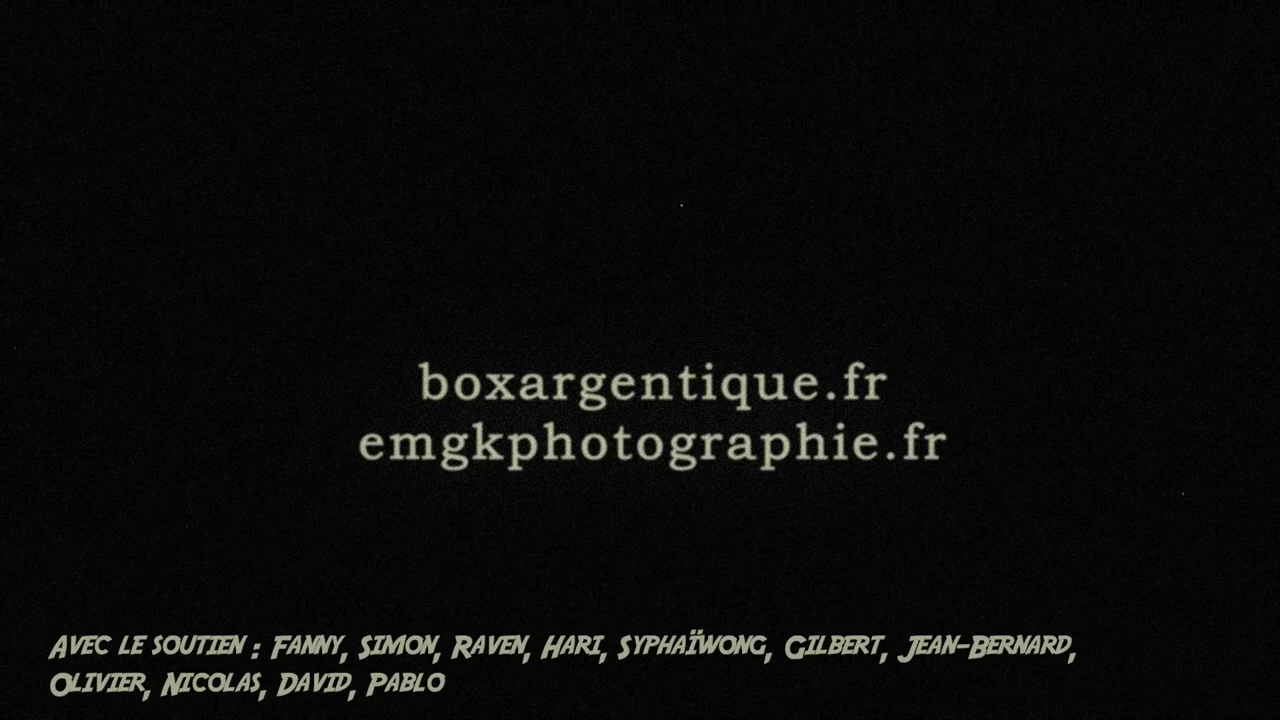 boxargentique.fr
emgkphotographie.fr
Avec le soutien : Fanny, Simon, Raven, Hari, Syphaïwong, Gilbert, Jean-Bernard,
Olivier, Nicolas, David, Pablo